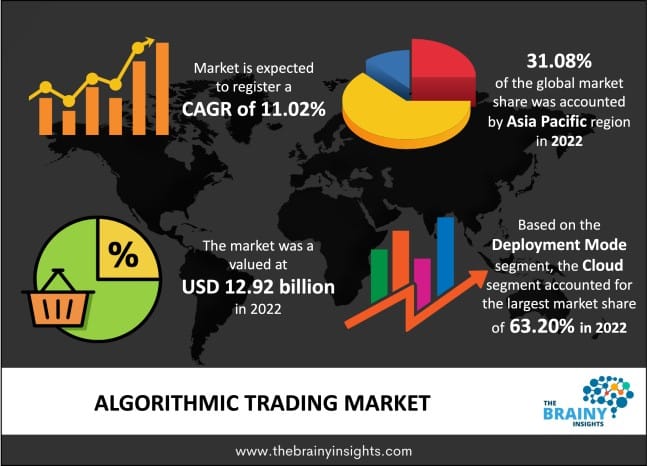 Market is expected
to register a
CAGR of 11.02%
31.08%
of the global market
share was accounted
by Asia Pacific region
in 2022
%
The market was a
valued at
USD 12.92 billion
in 2022
Based on the
Deployment Mode
segment, the Cloud
segment accounted for
the largest market share
of 63.20% in 2022
ALGORITHMIC TRADING MARKET
THE
BRAINY
INSIGHTS
www.thebrainyinsights.com